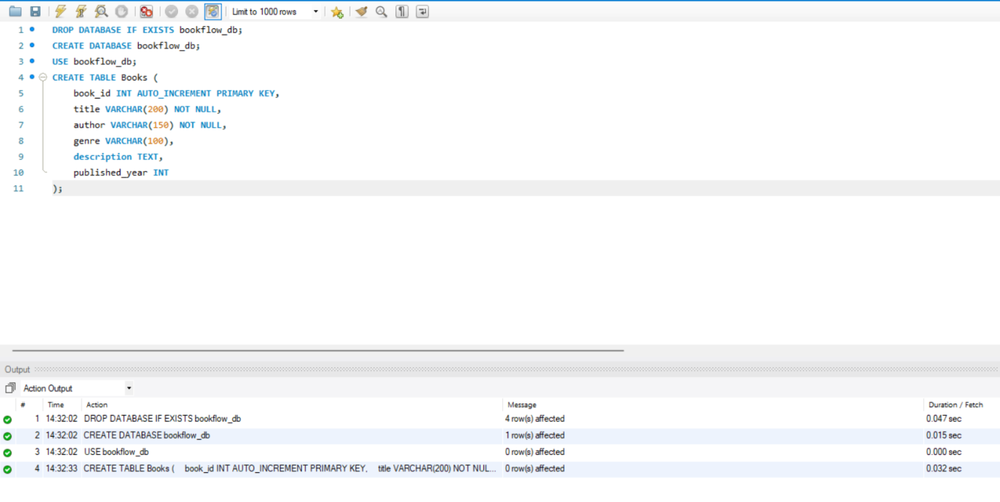 Limit to 1000 rows
1 DROP DATABASE IF EXISTS bookflow_db;
2 CREATE DATABASE bookflow_db;
3 USE bookflow_db;
4 CREATE TABLE Books (
5 book_id INT AUTO_INCREMENT PRIMARY KEY,
6 title VARCHAR(200) NOT NULL,
7 author VARCHAR(150) NOT NULL,
8 genre VARCHAR(100),
9 description TEXT,
10 published_year INT
11 );
Output
Action Output
# Time Action Message Duration / Fetch
1 14:32:02 DROP DATABASE IF EXISTS bookflow_db 4 row(s) affected 0.047 sec
2 14:32:02 CREATE DATABASE bookflow_db 1 row(s) affected 0.015 sec
3 14:32:02 USE bookflow_db 0 row(s) affected 0.000 sec
4 14:32:33 CREATE TABLE Books ( book_id INT AUTO_INCREMENT PRIMARY KEY, title VARCHAR(200) NOT NUL... 0 row(s) affected 0.032 sec